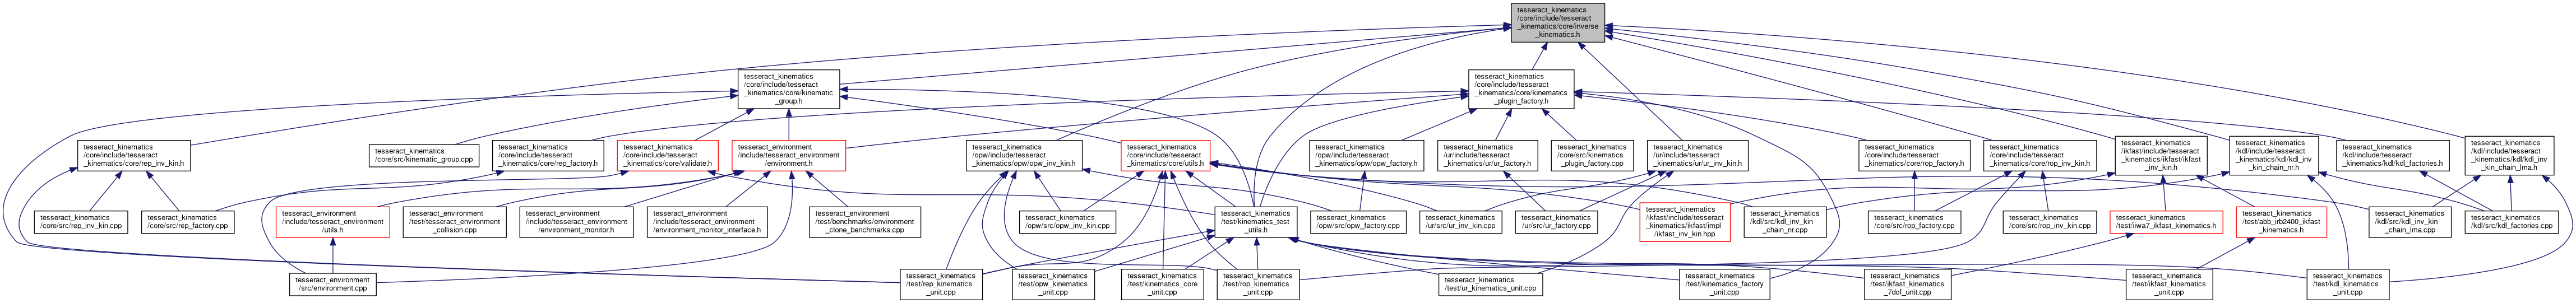 tesseract_kinematics
/core/include/tesseract
_kinematics/core/inverse
_kinematics.h
tesseract_kinematics
/core/include/tesseract
_kinematics/core/kinematic
_group.h
tesseract_kinematics
/core/include/tesseract
_kinematics/core/kinematics
_plugin_factory.h
tesseract_kinematics
/core/include/tesseract
_kinematics/core/rep_inv_kin.h
tesseract_kinematics
/core/src/kinematic_group.cpp
tesseract_kinematics
/core/include/tesseract
_kinematics/core/rep_factory.h
tesseract_kinematics
/core/include/tesseract
_kinematics/core/validate.h
tesseract_environment
/include/tesseract_environment
/environment.h
tesseract_kinematics
/opw/include/tesseract
_kinematics/opw/opw_inv_kin.h
tesseract_kinematics
/core/include/tesseract
_kinematics/core/utils.h
tesseract_kinematics
/opw/include/tesseract
_kinematics/opw/opw_factory.h
tesseract_kinematics
/ur/include/tesseract
_kinematics/ur/ur_factory.h
tesseract_kinematics
/core/src/kinematics
_plugin_factory.cpp
tesseract_kinematics
/ur/include/tesseract
_kinematics/ur/ur_inv_kin.h
tesseract_kinematics
/core/include/tesseract
_kinematics/core/rop_factory.h
tesseract_kinematics
/core/include/tesseract
_kinematics/core/rop_inv_kin.h
tesseract_kinematics
/ikfast/include/tesseract
_kinematics/ikfast/ikfast
_inv_kin.h
tesseract_kinematics
/kdl/include/tesseract
_kinematics/kdl/kdl_inv
_kin_chain_nr.h
tesseract_kinematics
/kdl/include/tesseract
_kinematics/kdl/kdl_factories.h
tesseract_kinematics
/kdl/include/tesseract
_kinematics/kdl/kdl_inv
_kin_chain_lma.h
tesseract_kinematics
/core/src/rep_inv_kin.cpp
tesseract_kinematics
/core/src/rep_factory.cpp
tesseract_environment
/include/tesseract_environment
/utils.h
tesseract_environment
/test/tesseract_environment
_collision.cpp
tesseract_environment
/include/tesseract_environment
/environment_monitor.h
tesseract_environment
/include/tesseract_environment
/environment_monitor_interface.h
tesseract_environment
/test/benchmarks/environment
_clone_benchmarks.cpp
tesseract_kinematics
/opw/src/opw_inv_kin.cpp
tesseract_kinematics
/test/kinematics_test
_utils.h
tesseract_kinematics
/opw/src/opw_factory.cpp
tesseract_kinematics
/ur/src/ur_inv_kin.cpp
tesseract_kinematics
/ur/src/ur_factory.cpp
tesseract_kinematics
/ikfast/include/tesseract
_kinematics/ikfast/impl
/ikfast_inv_kin.hpp
tesseract_kinematics
/kdl/src/kdl_inv_kin
_chain_nr.cpp
tesseract_kinematics
/core/src/rop_factory.cpp
tesseract_kinematics
/core/src/rop_inv_kin.cpp
tesseract_kinematics
/test/iiwa7_ikfast_kinematics.h
tesseract_kinematics
/test/abb_irb2400_ikfast
_kinematics.h
tesseract_kinematics
/kdl/src/kdl_inv_kin
_chain_lma.cpp
tesseract_kinematics
/kdl/src/kdl_factories.cpp
tesseract_environment
/src/environment.cpp
tesseract_kinematics
/test/rep_kinematics
_unit.cpp
tesseract_kinematics
/test/opw_kinematics
_unit.cpp
tesseract_kinematics
/test/kinematics_core
_unit.cpp
tesseract_kinematics
/test/rop_kinematics
_unit.cpp
tesseract_kinematics
/test/ur_kinematics_unit.cpp
tesseract_kinematics
/test/kinematics_factory
_unit.cpp
tesseract_kinematics
/test/ikfast_kinematics
_7dof_unit.cpp
tesseract_kinematics
/test/ikfast_kinematics
_unit.cpp
tesseract_kinematics
/test/kdl_kinematics
_unit.cpp